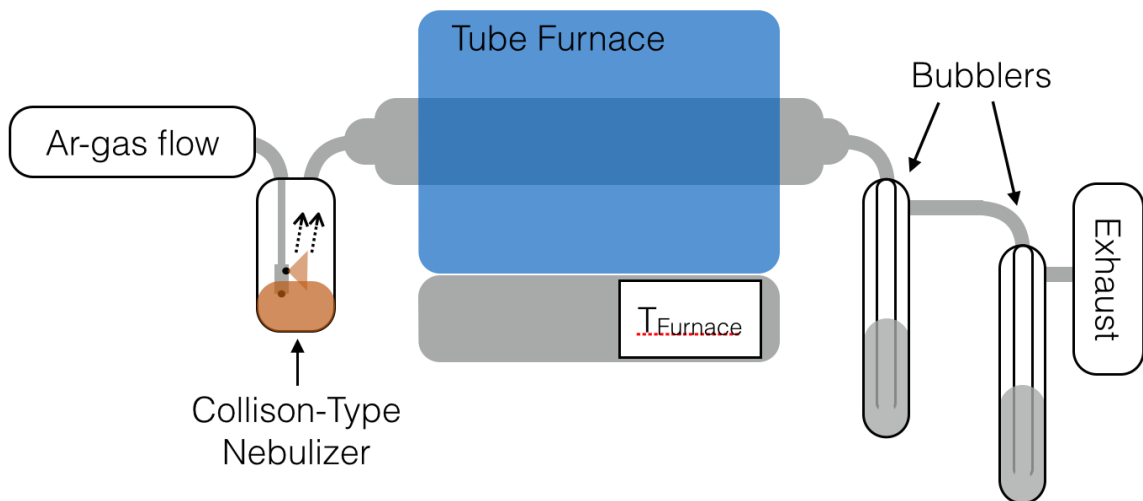 Tube Furnace
Bubblers
Ar-gas flow
Exhaust
TFurnace
Collison-Type
Nebulizer